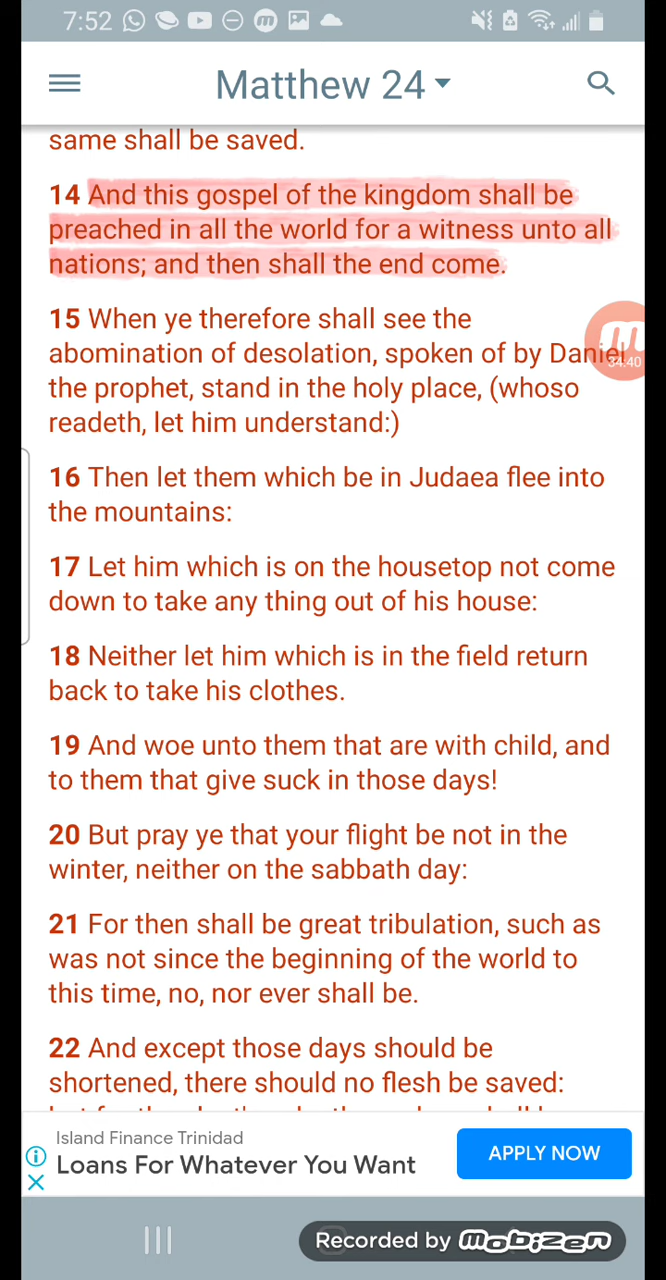 7:52
Matthew 24
same shall be saved.
14 And this gospel of the kingdom shall be
preached in all the world for a witness unto all
nations; and then shall the end come.
15 When ye therefore shall see the
abomination of desolation, spoken of by Daniel
34:40
the prophet, stand in the holy place, (whoso
readeth, let him understand:)
16 Then let them which be in Judaea flee into
the mountains:
17 Let him which is on the housetop not come
down to take any thing out of his house:
18 Neither let him which is in the field return
back to take his clothes.
19 And woe unto them that are with child, and
to them that give suck in those days!
20 But pray ye that your flight be not in the
winter, neither on the sabbath day:
21 For then shall be great tribulation, such as
was not since the beginning of the world to
this time, no, nor ever shall be.
22 And except those days should be
shortened, there should no flesh be saved:
Island Finance Trinidad
Loans For Whatever You Want
APPLY NOW
Recorded by mobizen